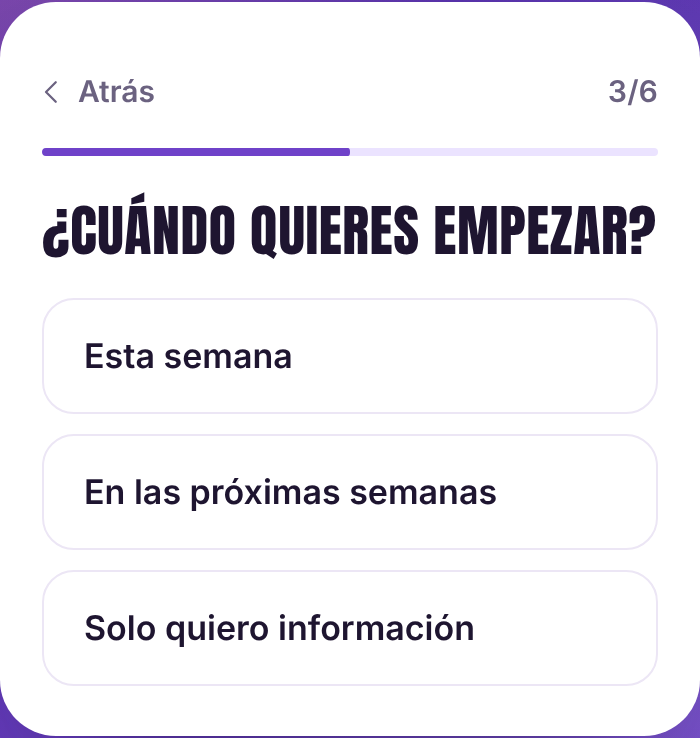 Atrás
3/6
¿CUÁNDO QUIERES EMPEZAR?
Esta semana
En las próximas semanas
Solo quiero información